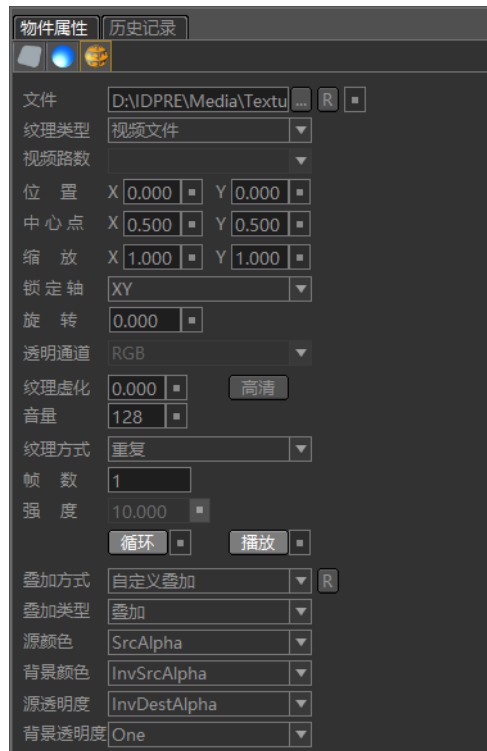 物件属性 历史记录
文件 D:\IDPRE\Media\Textu ... R
纹理类型 视频文件
视频路数
位 置 X 0.000 Y 0.000
中心点 X 0.500 Y 0.500
缩 放 X 1.000 Y 1.000
锁定轴 XY
旋 转 0.000
透明通道 RGB
纹理虚化 0.000 高清
音量 128
纹理方式 重复
帧 数 1
强 度 10.000
循环 播放
叠加方式 自定义叠加 R
叠加类型 叠加
源颜色 SrcAlpha
背景颜色 InvSrcAlpha
源透明度 InvDestAlpha
背景透明度 One